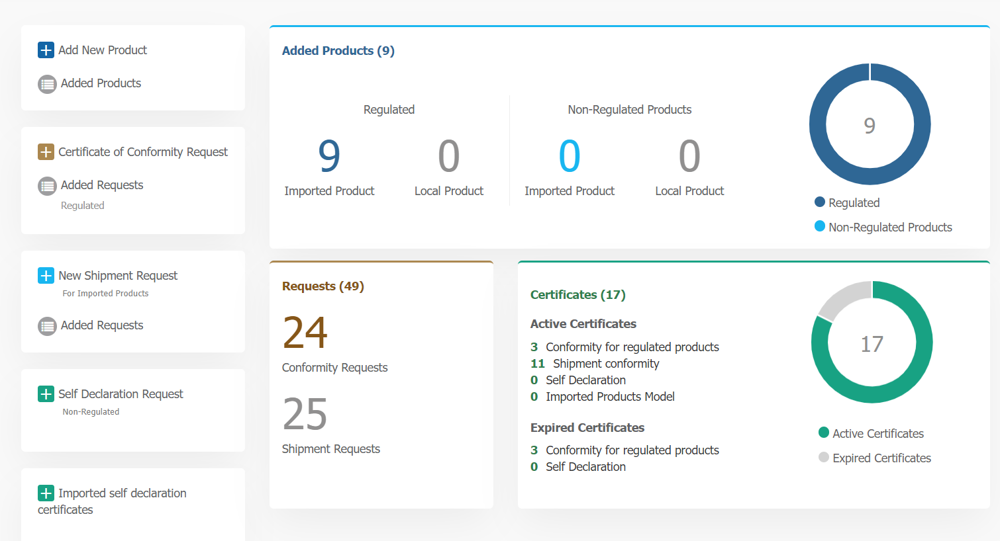 Add New Product
Added Products
Certificate of Conformity Request
Added Requests
Regulated
New Shipment Request
For Imported Products
Added Requests
Self Declaration Request
Non-Regulated
Imported self declaration
certificates
Added Products (9)
Regulated
9
Imported Product
0
Local Product
Non-Regulated Products
0
Imported Product
0
Local Product
9
Regulated
Non-Regulated Products
Requests (49)
24
Conformity Requests
25
Shipment Requests
Certificates (17)
Active Certificates
3 Conformity for regulated products
11 Shipment conformity
0 Self Declaration
0 Imported Products Model
Expired Certificates
3 Conformity for regulated products
0 Self Declaration
17
Active Certificates
Expired Certificates